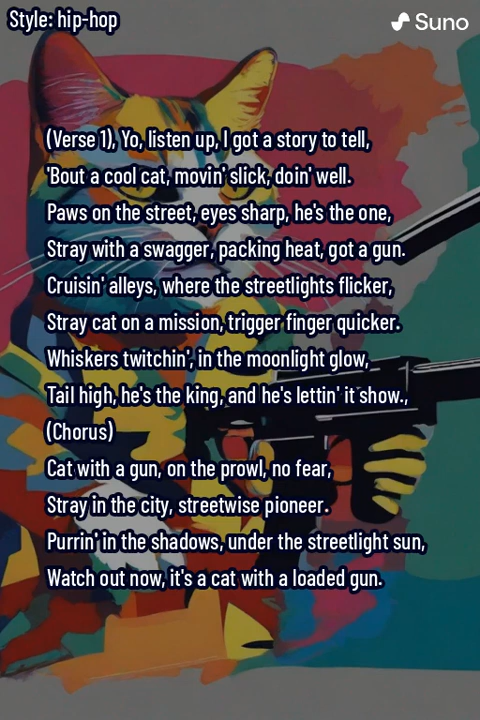 Style: hip-hop
Suno
(Verse 1), Yo, listen up, I got a story to tell,
'Bout a cool cat, movin' slick, doin' well.
Paws on the street, eyes sharp, he's the one,
Stray with a swagger, packing heat, got a gun.
Cruisin' alleys, where the streetlights flicker,
Stray cat on a mission, trigger finger quicker.
Whiskers twitchin', in the moonlight glow,
Tail high, he's the king, and he's lettin' it show.,
(Chorus)
Cat with a gun, on the prowl, no fear,
Stray in the city, streetwise pioneer.
Purrin' in the shadows, under the streetlight sun,
Watch out now, it's a cat with a loaded gun.